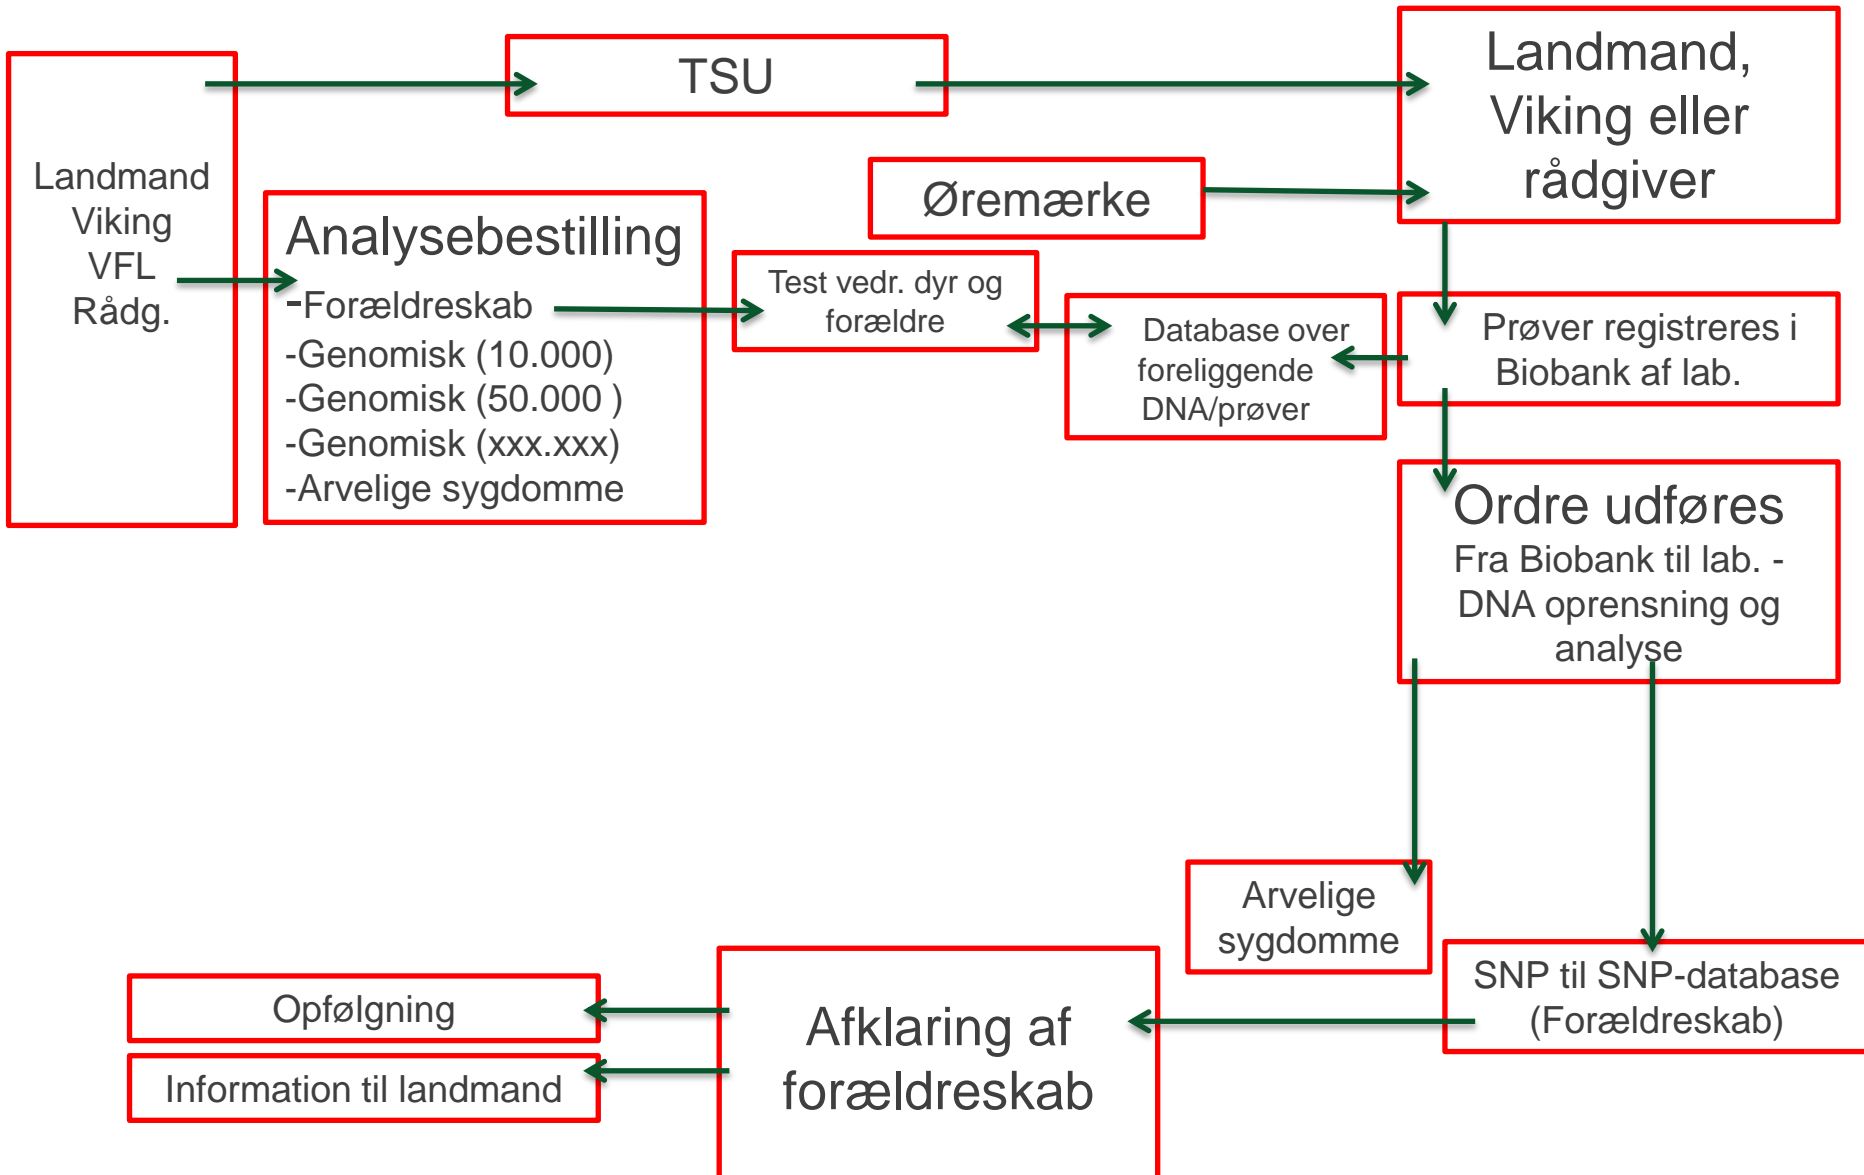 Landmand
Viking
VFL
Rådg.
TSU
Landmand,
Viking eller
rådgiver
Øremærke
Analysebestilling
-Forældreskab
-Genomisk (10.000)
-Genomisk (50.000 )
-Genomisk (xxx.xxx)
-Arvelige sygdomme
Test vedr. dyr og
forældre
Database over
foreliggende
DNA/prøver
Prøver registreres i
Biobank af lab.
Ordre udføres
Fra Biobank til lab. -
DNA oprensning og
analyse
Arvelige
sygdomme
SNP til SNP-database
(Forældreskab)
Afklaring af
forældreskab
Opfølgning
Information til landmand